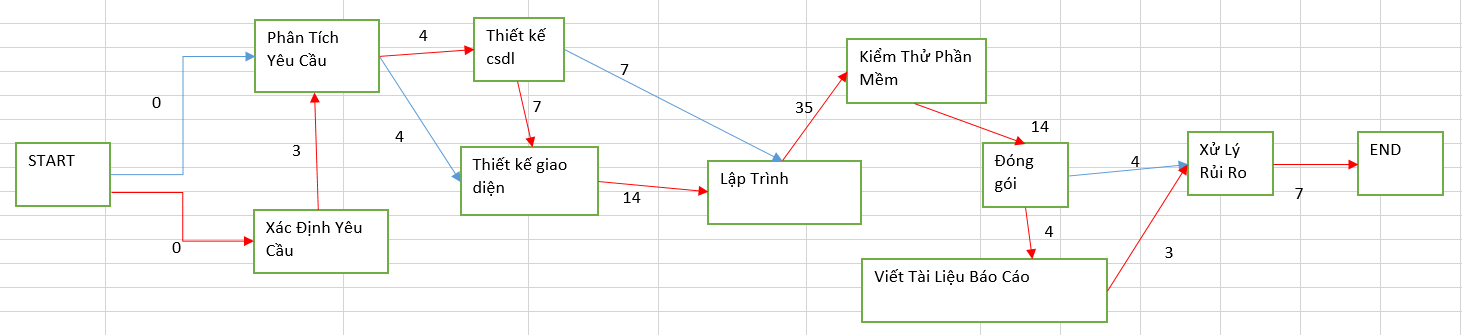 Phân Tích
Yêu Cầu
4
Thiết kế
csdl
7
Kiểm Thử Phần
Mềm
0
7
35
14
3
4
START
Thiết kế giao
diện
14
Lập Trình
Đóng
gói
4
Xử Lý
Rủi Ro
7
END
0
Xác Định Yêu
Cầu
4
3
Viết Tài Liệu Báo Cáo